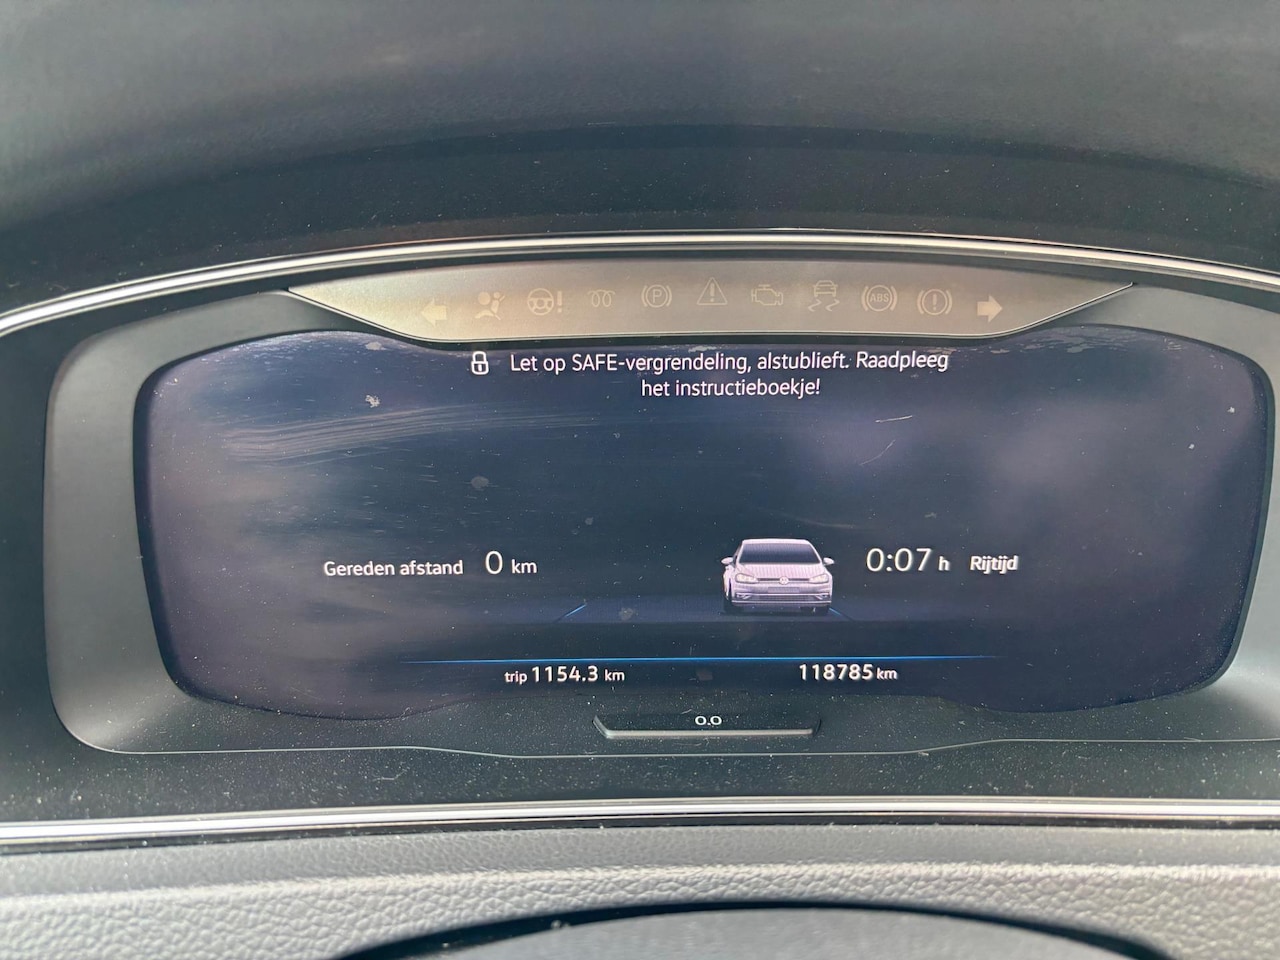 P
ABS
Let op SAFE-vergrendeling, alstublieft. Raadpleeg
het instructieboekje!
Gereden afstand 0 km
0:07 h Rijtijd
trip 1154.3 km
118785 km
0.0